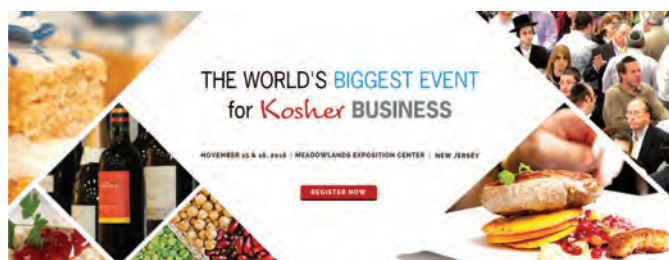 THE WORLD'S BIGGEST EVENT
for Kosher BUSINESS
NOVEMBER 15 & 16, 2016 | MEADOWLANDS EXPOSITION CENTER | NEW JERSEY
REGISTER NOW